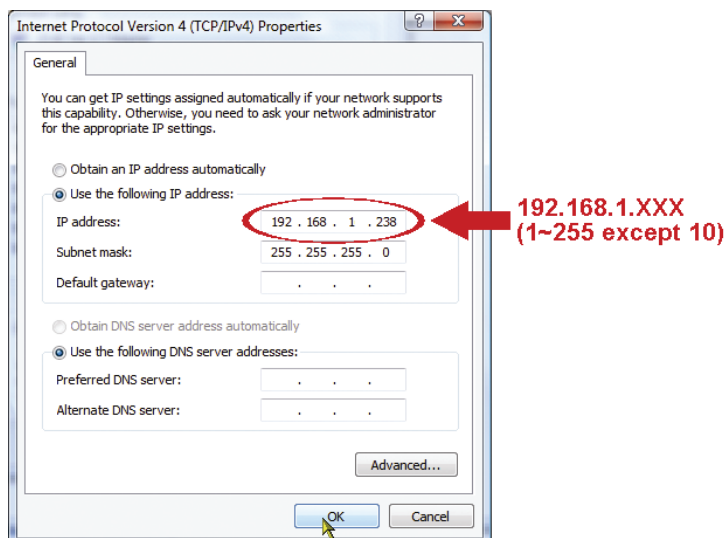 Internet Protocol Version 4 (TCP/IPv4) Properties
General
You can get IP settings assigned automatically if your network supports
this capability. Otherwise, you need to ask your network administrator
for the appropriate IP settings.
Obtain an IP address automatically
Use the following IP address:
IP address: 192 . 168 . 1 . 238
192.168.1.XXX
(1~255 except 10)
Subnet mask: 255 . 255 . 255 . 0
Default gateway: . . .
Obtain DNS server address automatically
Use the following DNS server addresses:
Preferred DNS server: . . .
Alternate DNS server: . . .
Advanced...
OK Cancel